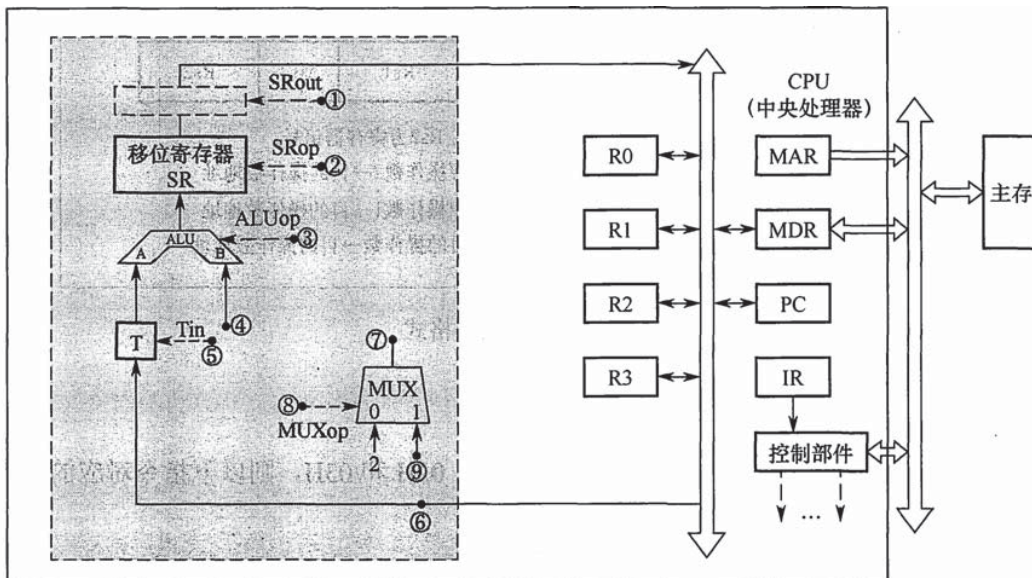 SRout
①
移位寄存器
SR
SRop
②
ALUop
③
ALU
A
B
④
T
Tin
⑤
⑦
MUX
0
1
⑧
MUXop
2
⑨
⑥
R0
R1
R2
R3
CPU
(中央处理器)
MAR
MDR
PC
IR
控制部件
…
主存